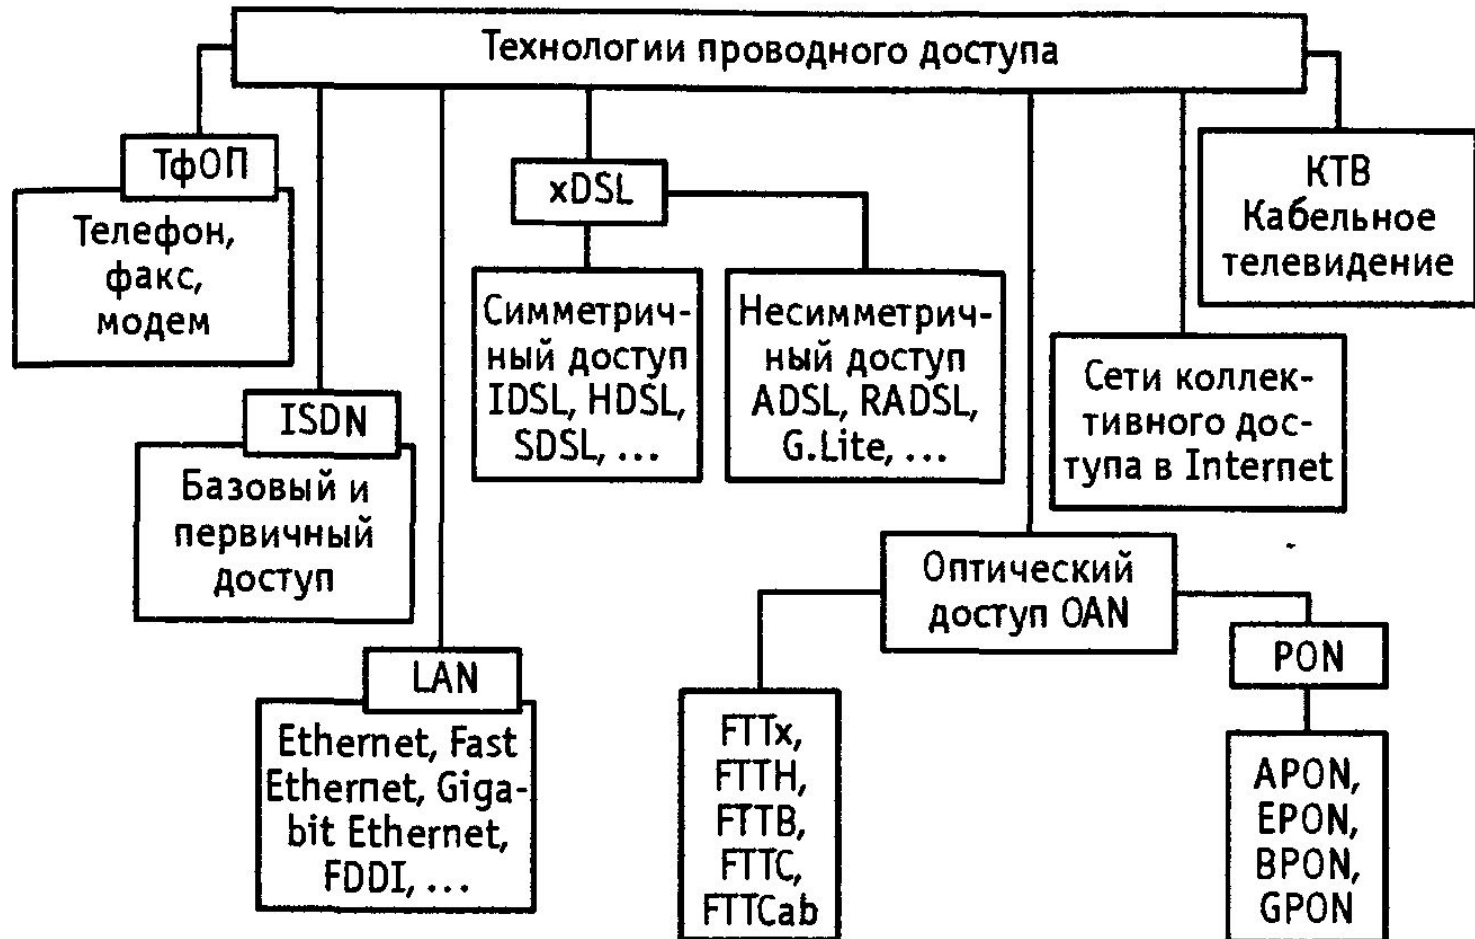 Технологии проводного доступа
ТфОП
Телефон,
факс,
модем
ISDN
Базовый и
первичный
доступ
LAN
Ethernet, Fast
Ethernet, Giga-
bit Ethernet,
FDDI, ...
xDSL
Симметрич-
ный доступ
IDSL, HDSL,
SDSL, ...
Несимметрич-
ный доступ
ADSL, RADSL,
G.Lite, ...
Оптический
доступ OAN
FTTx,
FTTH,
FTTB,
FTTC,
FTTCab
PON
APON,
EPON,
BPON,
GPON
Сети коллек-
тивного дос-
тупа в Internet
КТВ
Кабельное
телевидение